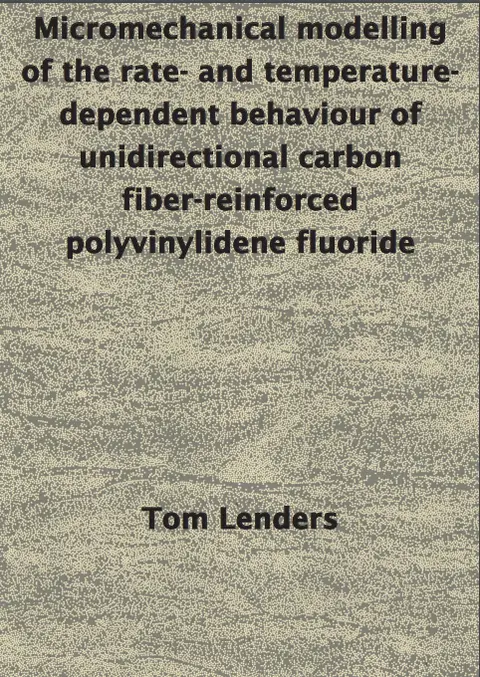 Micromechanical modelling
of the rate- and temperature-
dependent behaviour of
unidirectional carbon
fiber-reinforced
polyvinylidene fluoride
Tom Lenders